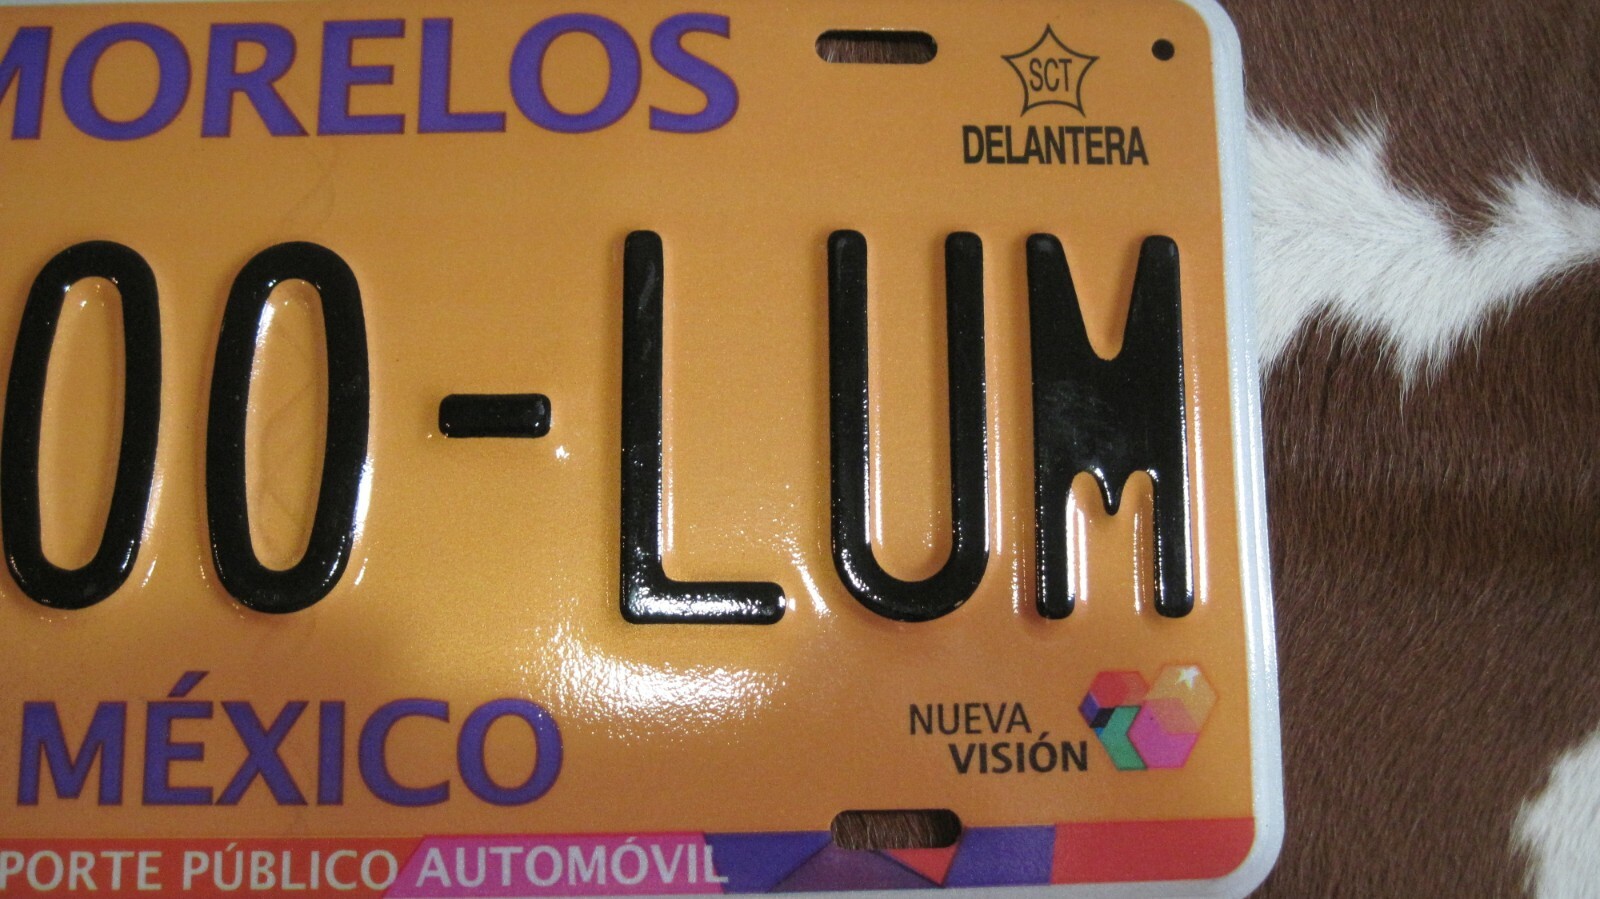 MORELOS
SCT
DELANTERA
00-LUM
MÉXICO
NUEVA
VISIÓN
PORTE PÚBLICO AUTOMÓVIL